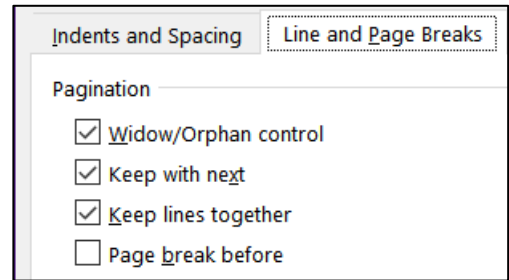 Indents and Spacing Line and Page Breaks
Pagination
Widow/Orphan control
Keep with next
Keep lines together
Page break before